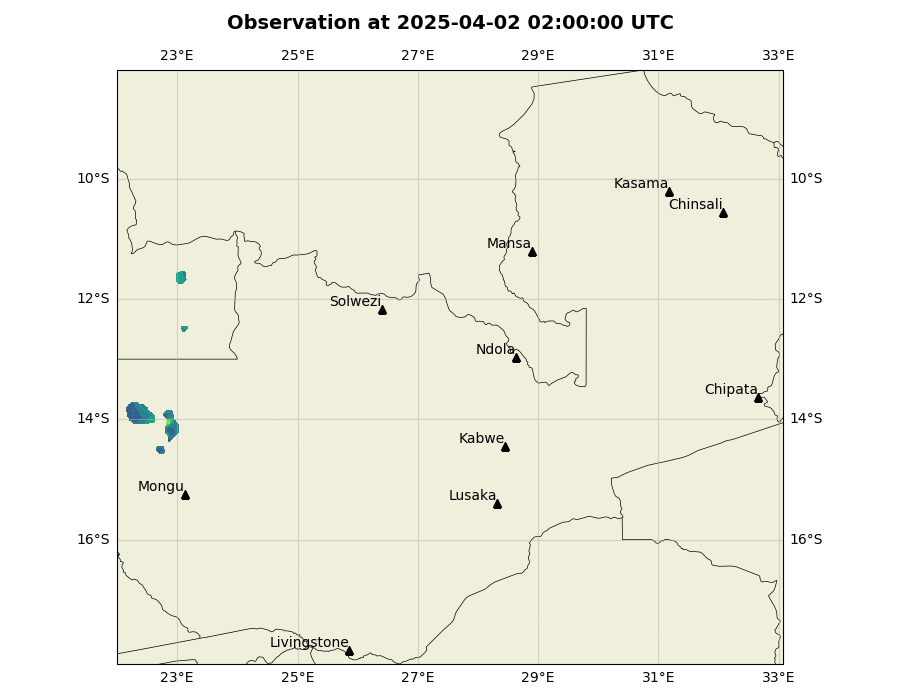 Observation at 2025-04-02 02:00:00 UTC
23°E 25°E 27°E 29°E 31°E 33°E
10°S 10°S
Kasama
Chinsali
Mansa
12°S 12°S
Solwezi
Ndola
Chipata
14°S 14°S
Kabwe
Mongu
Lusaka
16°S 16°S
Livingstone
23°E 25°E 27°E 29°E 31°E 33°E